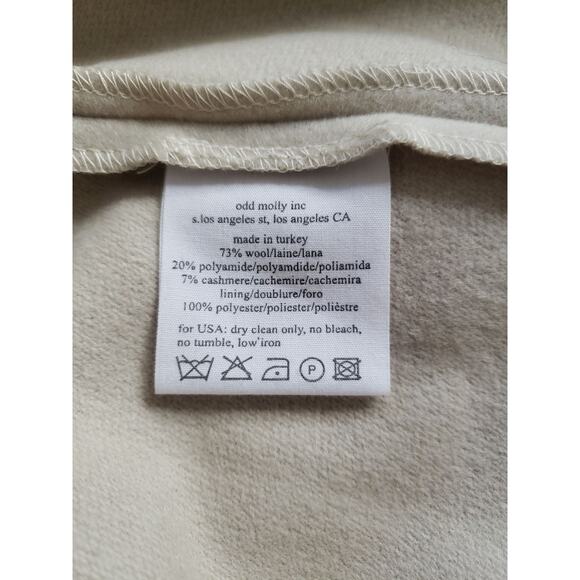 odd molly inc
s.los angeles st, los angeles CA
made in turkey
73% wool/laine/lana
20% polyamide/polyamdide/poliamida
7% cashmere/cachemire/cachemira
lining/doublure/foro
100% polyester/poliester/polièstre
for USA: dry clean only, no bleach,
no tumble, low'iron
P